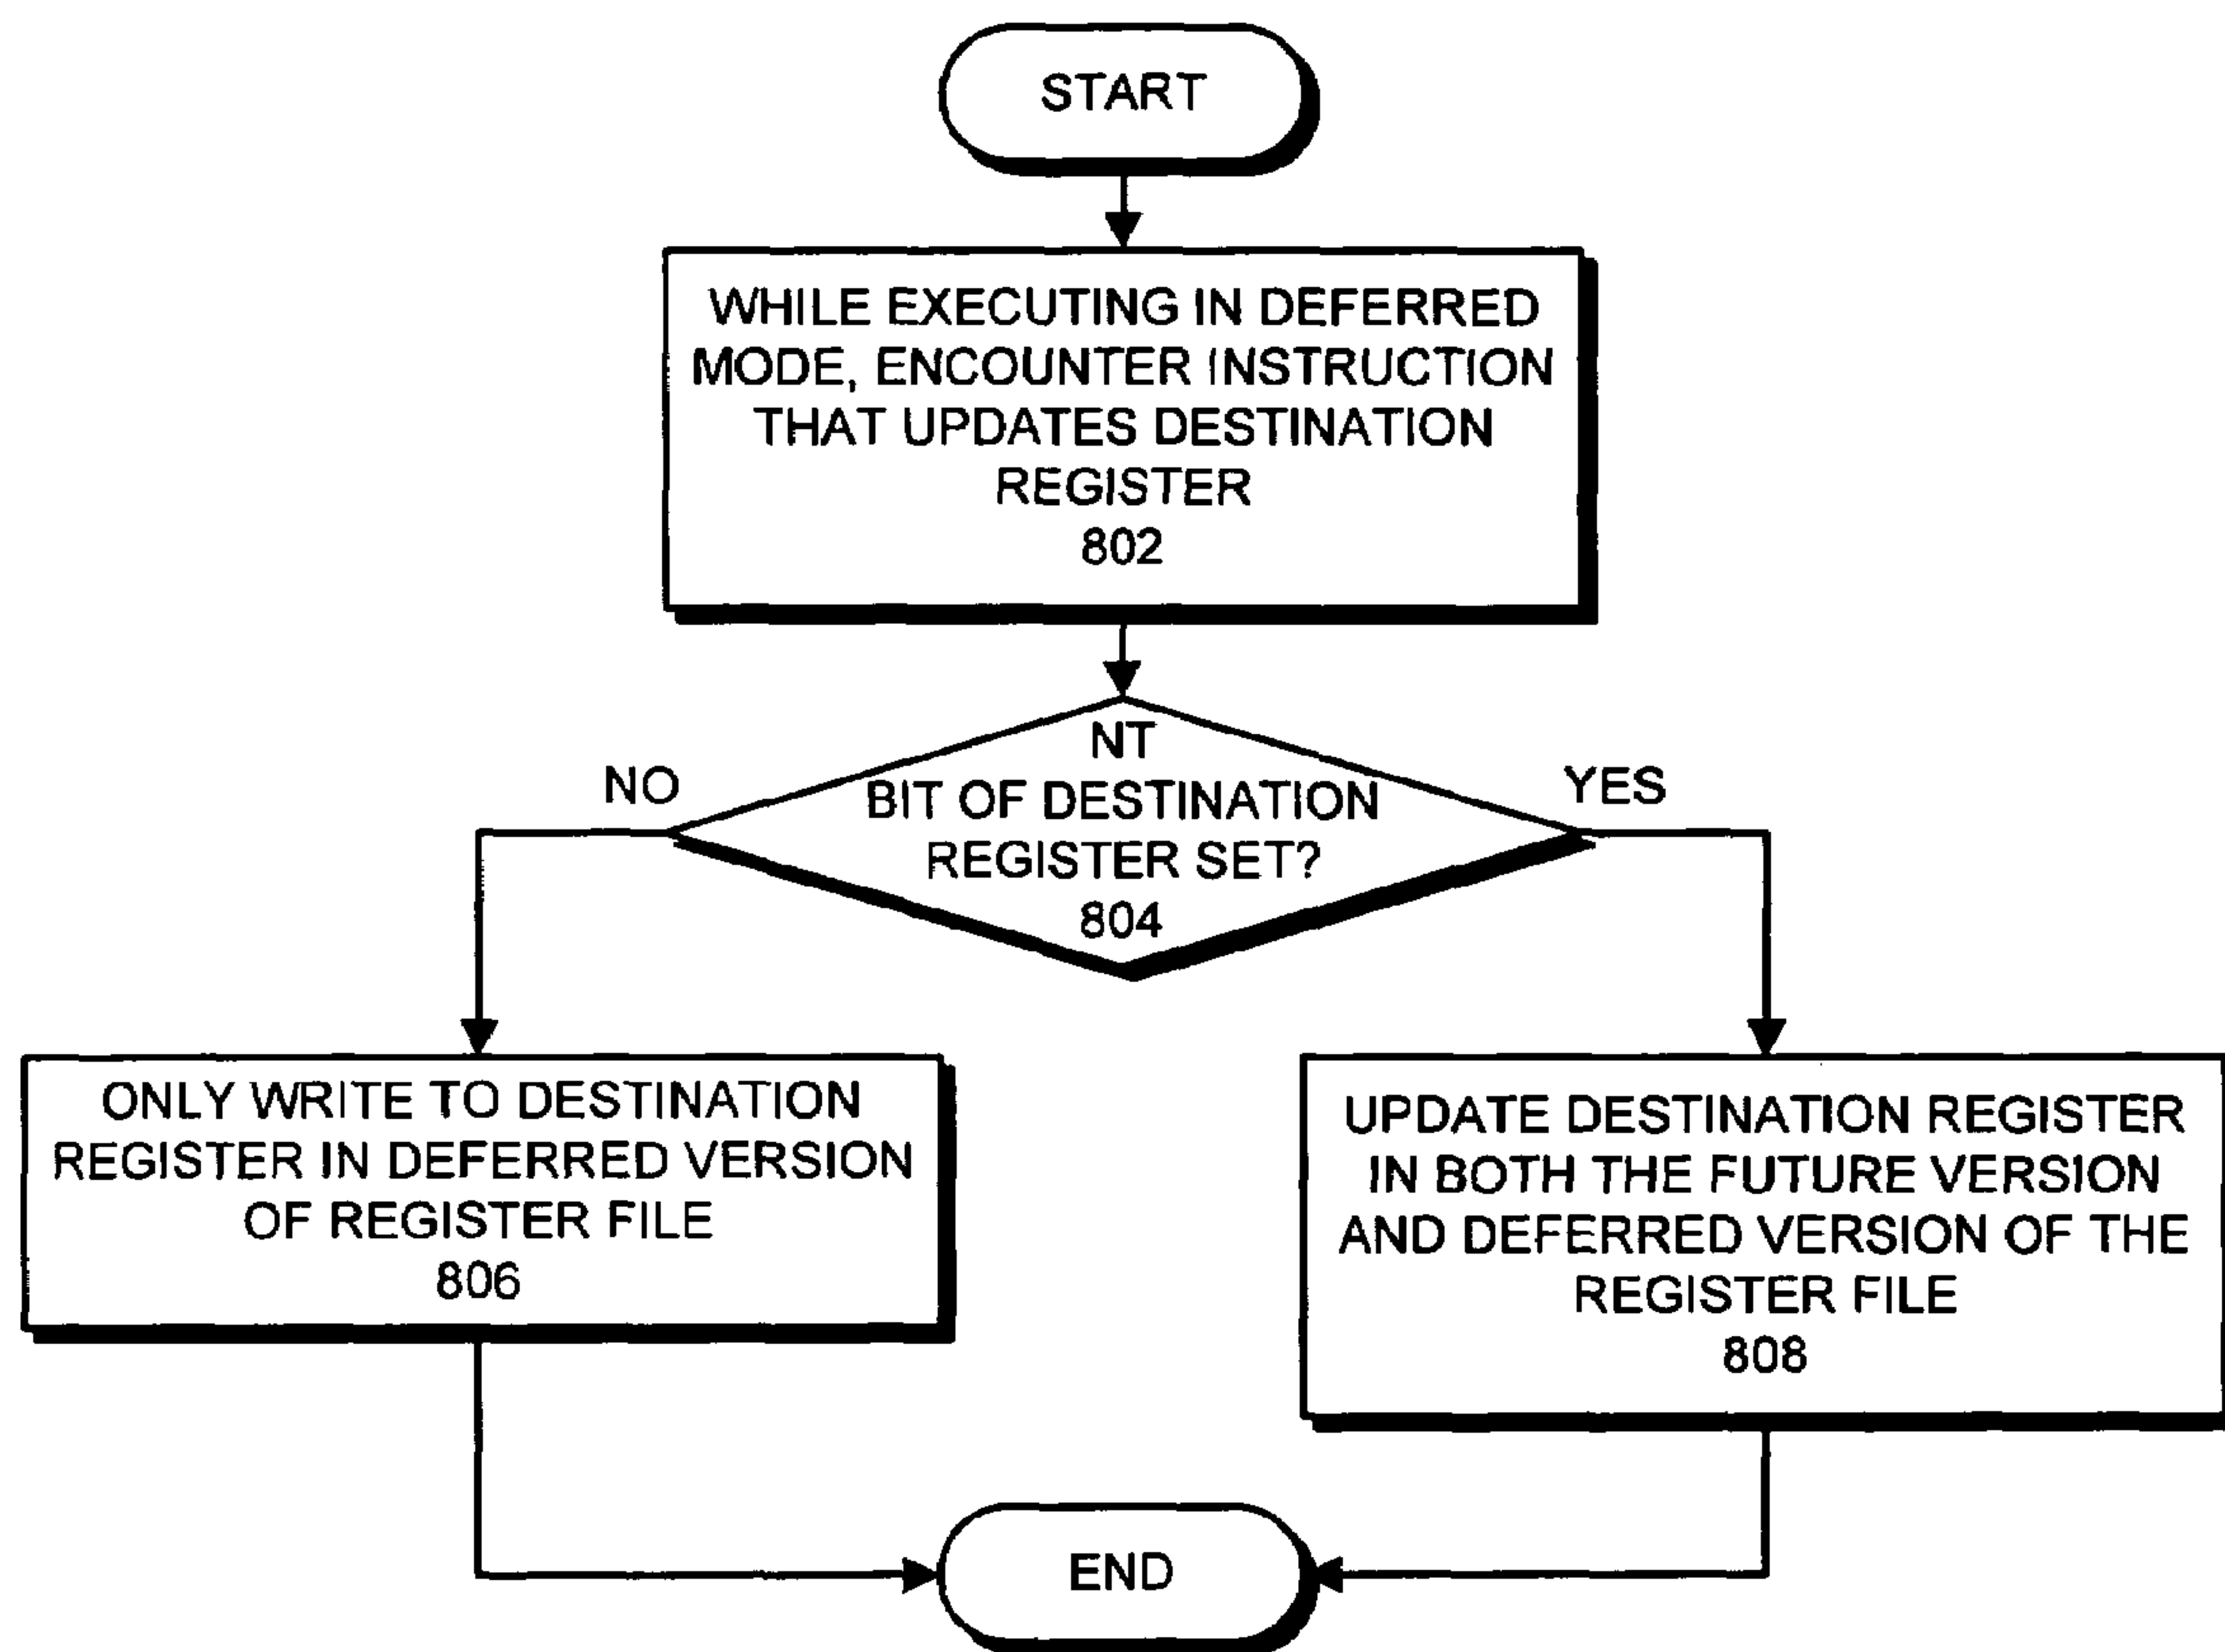 START
WHILE EXECUTING IN DEFERRED
MODE, ENCOUNTER INSTRUCTION
THAT UPDATES DESTINATION
REGISTER
802
NT
BIT OF DESTINATION
REGISTER SET?
804
NO
YES
ONLY WRITE TO DESTINATION
REGISTER IN DEFERRED VERSION
OF REGISTER FILE
806
UPDATE DESTINATION REGISTER
IN BOTH THE FUTURE VERSION
AND DEFERRED VERSION OF THE
REGISTER FILE
808
END